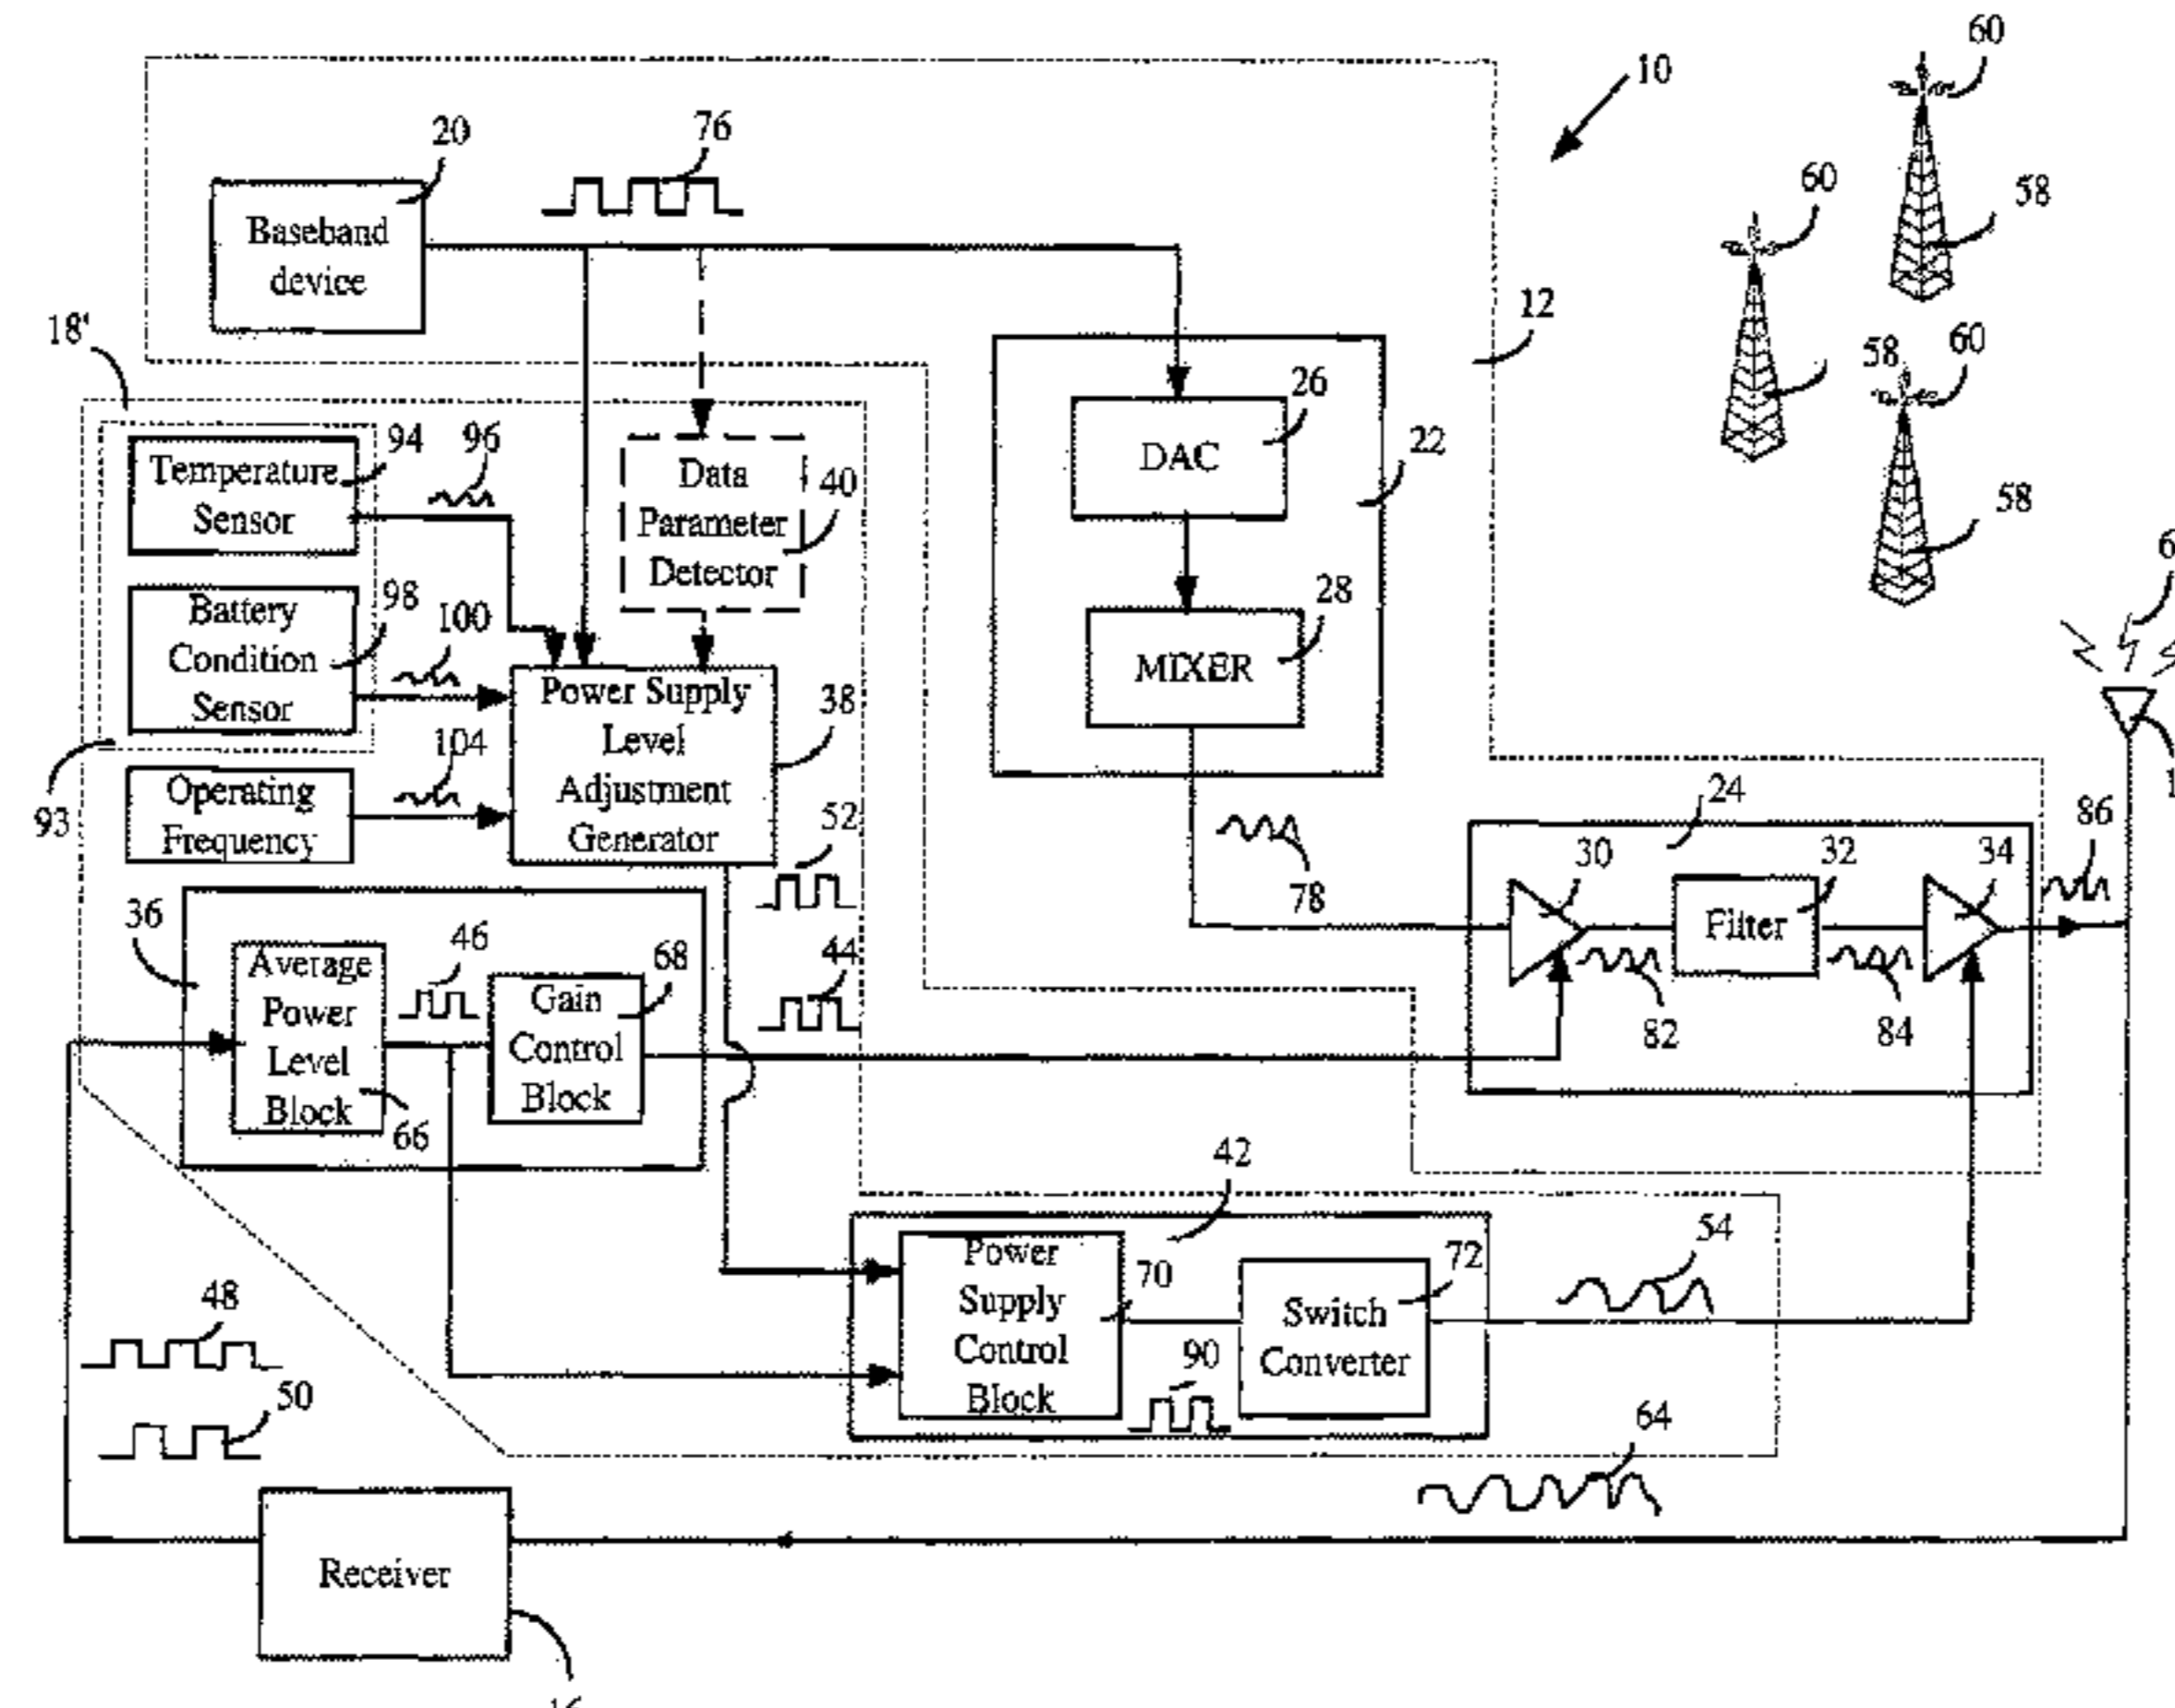 60
10
76
20
60
58
Baseband
device
12
18'
58
60
26
22
94
96
Temperature
Sensor
Data
Parameter
Detector
40
DAC
58
28
Battery
Condition
Sensor
98
100
MIXER
Power Supply
Level
Adjustment
Generator
38
104
93
Operating
Frequency
52
24
86
30
32
34
78
Filter
36
46
68
44
Average
Power
Level
Block
Gain
Control
Block
82
84
66
42
54
Power
Supply
Control
Block
70
72
Switch
Converter
48
90
50
64
Receiver